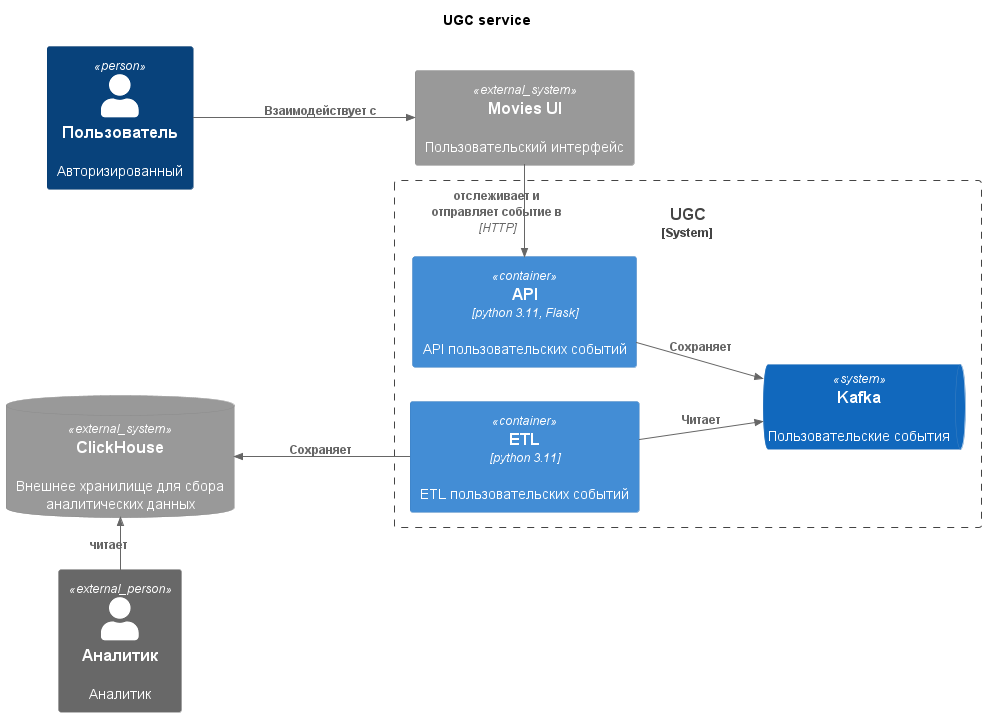 UGC service
«person»
Пользователь
Авторизированный
Взаимодействует с
«external_system»
Movies UI
Пользовательский интерфейс
отслеживает и
отправляет событие в
[HTTP]
UGC
[System]
«container»
API
[python 3.11, Flask]
API пользовательских событий
Сохраняет
«system»
Kafka
Пользовательские события
«container»
ETL
[python 3.11]
ETL пользовательских событий
Читает
Сохраняет
«external_system»
ClickHouse
Внешнее хранилище для сбора
аналитических данных
читает
«external_person»
Аналитик
Аналитик